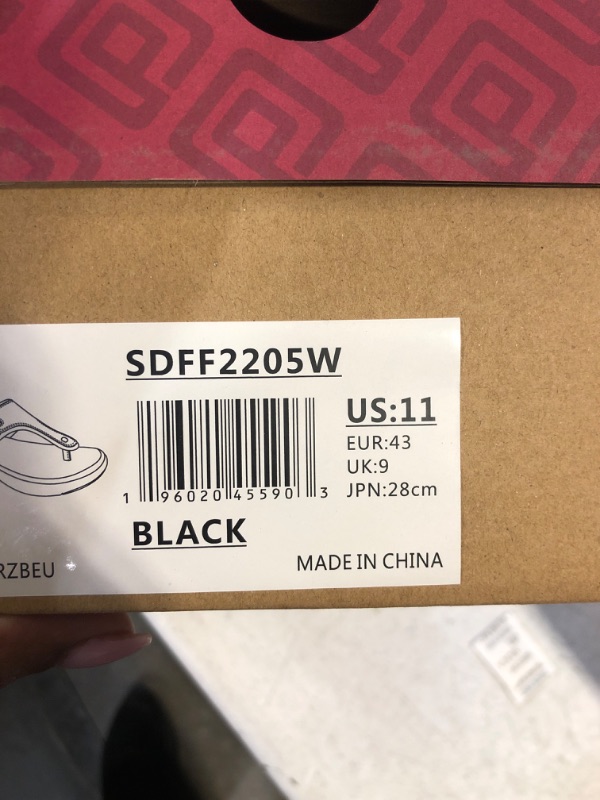 SDFF2205W
US:11
EUR:43
UK:9
JPN:28cm
1 96020 45590 3
BLACK
RZBEU
MADE IN CHINA